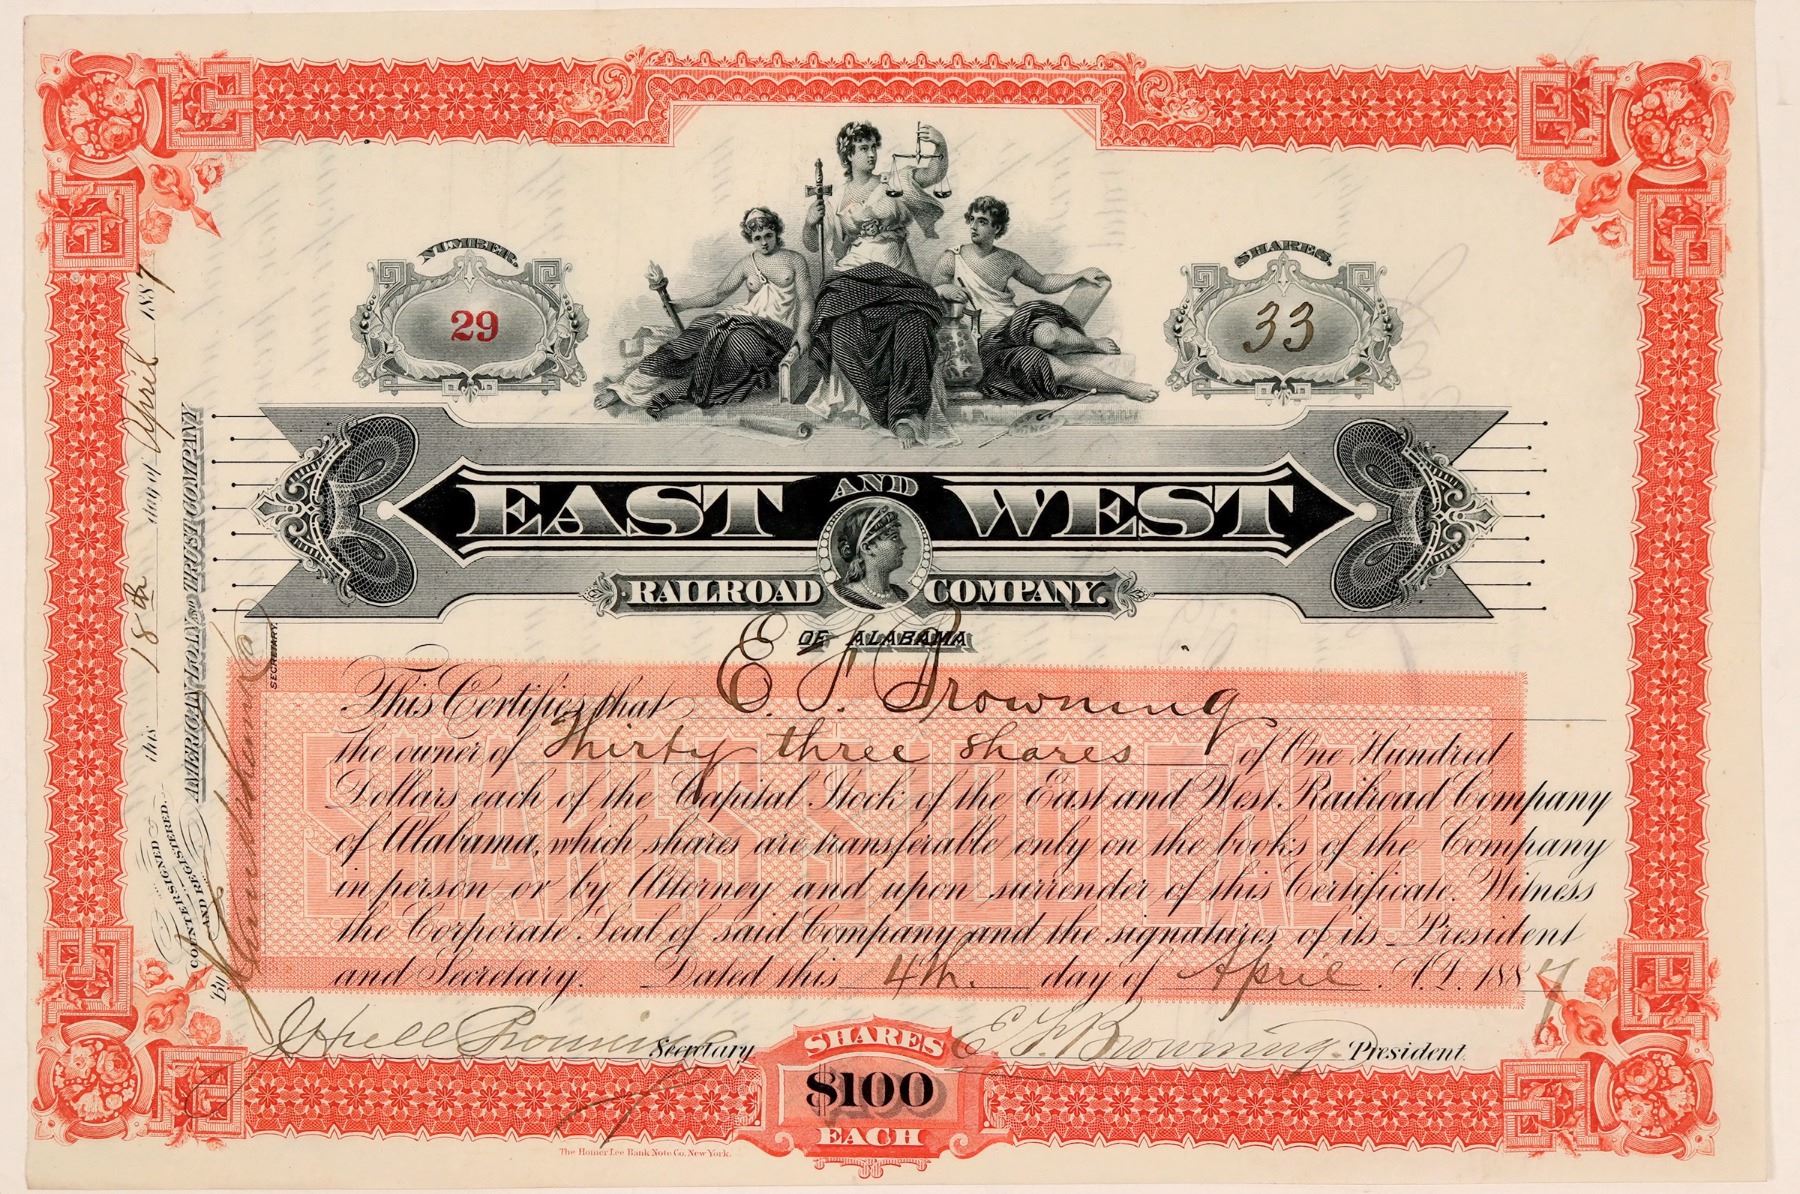 NUMBER.
29
SHARES.
33
EAST AND WEST
RAILROAD COMPANY.
OF ALABAMA
This Certifies that E. F. Browning
the owner of Thirty three shares of One Hundred
Dollars each of the Capital Stock of the East and West Railroad Company
of Alabama, which shares are transferable only on the books of the Company
in person or by Attorney and upon surrender of this Certificate. Witness
the Corporate Seal of said Company and the signatures of its President
and Secretary. Dated this 4th. day of April A.D. 1887
Browning Secretary
E. F. Browning. President
SHARES
$100
EACH
The Homer Lee Bank Note Co. New York.
COUNTERSIGNED this 18th day of April 1887
AND REGISTERED.
AMERICAN LOAN AND TRUST COMPANY
By
SECRETARY.
SHARES $100 EACH